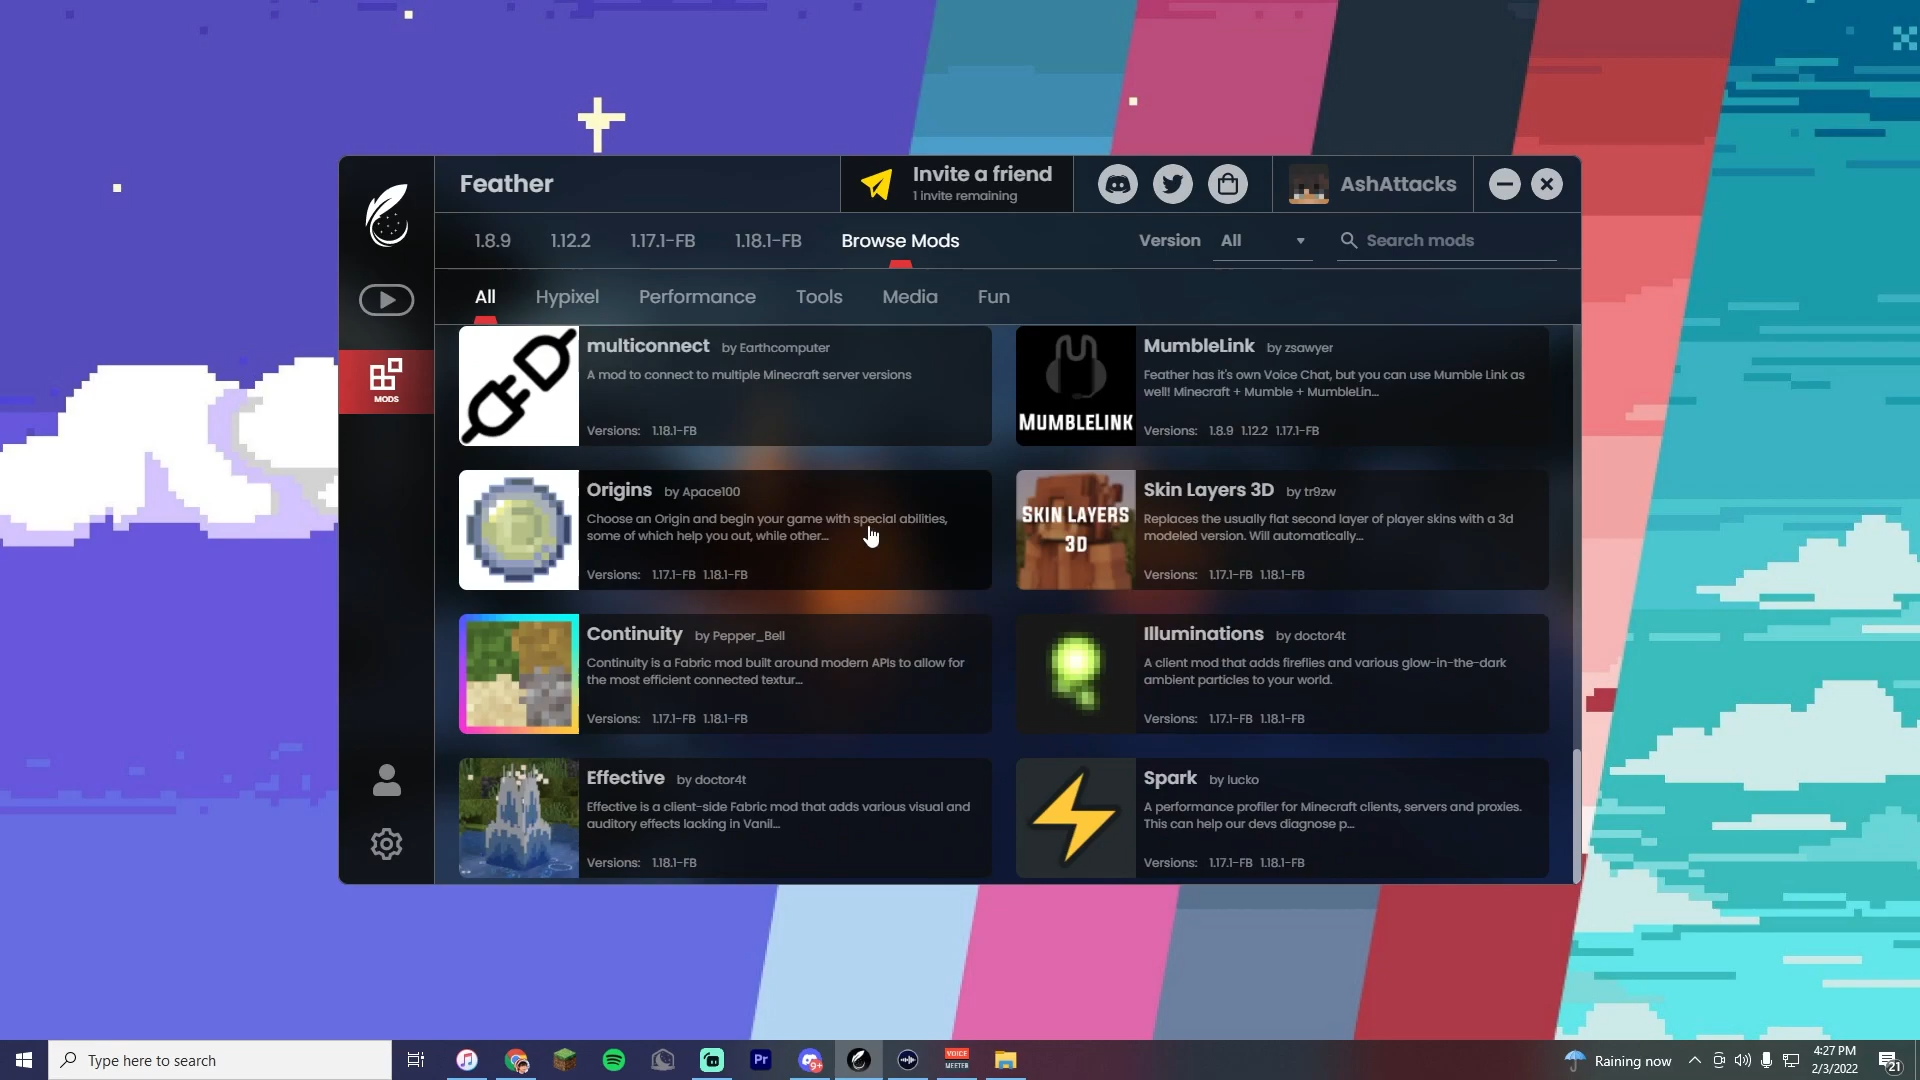 Feather
Invite a friend
1 invite remaining
AshAttacks
1.8.9 1.12.2 1.17.1-FB 1.18.1-FB Browse Mods Version All Search mods
All Hypixel Performance Tools Media Fun
MODS
multiconnect by Earthcomputer
A mod to connect to multiple Minecraft server versions
Versions: 1.18.1-FB
MUMBLELINK
MumbleLink by zsawyer
Feather has it's own Voice Chat, but you can use Mumble Link as
well! Minecraft + Mumble + MumbleLin...
Versions: 1.8.9 1.12.2 1.17.1-FB
Origins by Apace100
Choose an Origin and begin your game with special abilities,
some of which help you out, while other...
Versions: 1.17.1-FB 1.18.1-FB
SKIN LAYERS
3D
Skin Layers 3D by tr9zw
Replaces the usually flat second layer of player skins with a 3d
modeled version. Will automatically...
Versions: 1.17.1-FB 1.18.1-FB
Continuity by Pepper_Bell
Continuity is a Fabric mod built around modern APIs to allow for
the most efficient connected textur...
Versions: 1.17.1-FB 1.18.1-FB
Illuminations by doctor4t
A client mod that adds fireflies and various glow-in-the-dark
ambient particles to your world.
Versions: 1.17.1-FB 1.18.1-FB
Effective by doctor4t
Effective is a client-side Fabric mod that adds various visual and
auditory effects lacking in Vanil...
Versions: 1.18.1-FB
Spark by lucko
A performance profiler for Minecraft clients, servers and proxies.
This can help our devs diagnose p...
Versions: 1.17.1-FB 1.18.1-FB
Type here to search
Pr
9+
VOICE
MEETER
Raining now
4:27 PM
2/3/2022
21